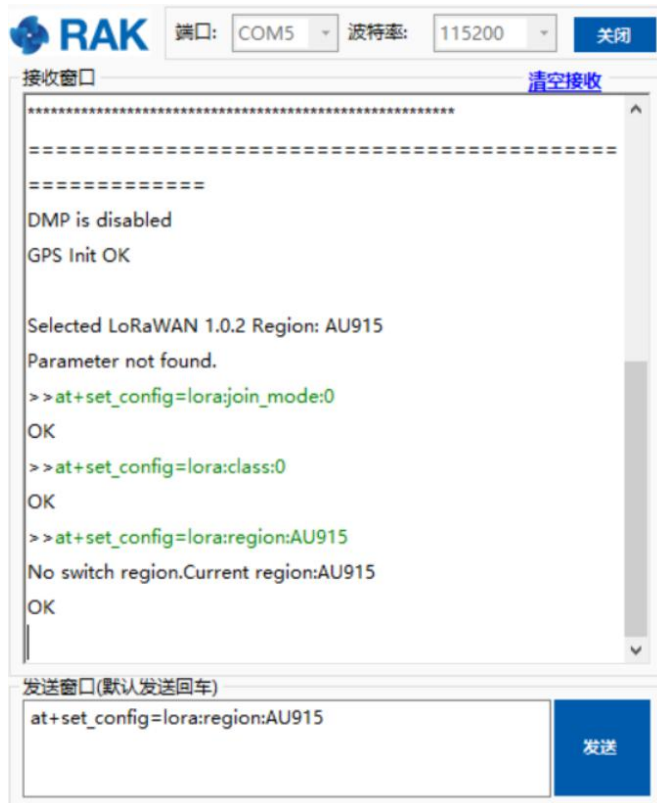 RAK 端口: COM5 波特率: 115200 关闭
接收窗口 清空接收
********************************************************
===========================================
=============
DMP is disabled
GPS Init OK
Selected LoRaWAN 1.0.2 Region: AU915
Parameter not found.
>>at+set_config=lora:join_mode:0
OK
>>at+set_config=lora:class:0
OK
>>at+set_config=lora:region:AU915
No switch region.Current region:AU915
OK
发送窗口(默认发送回车)
at+set_config=lora:region:AU915
发送